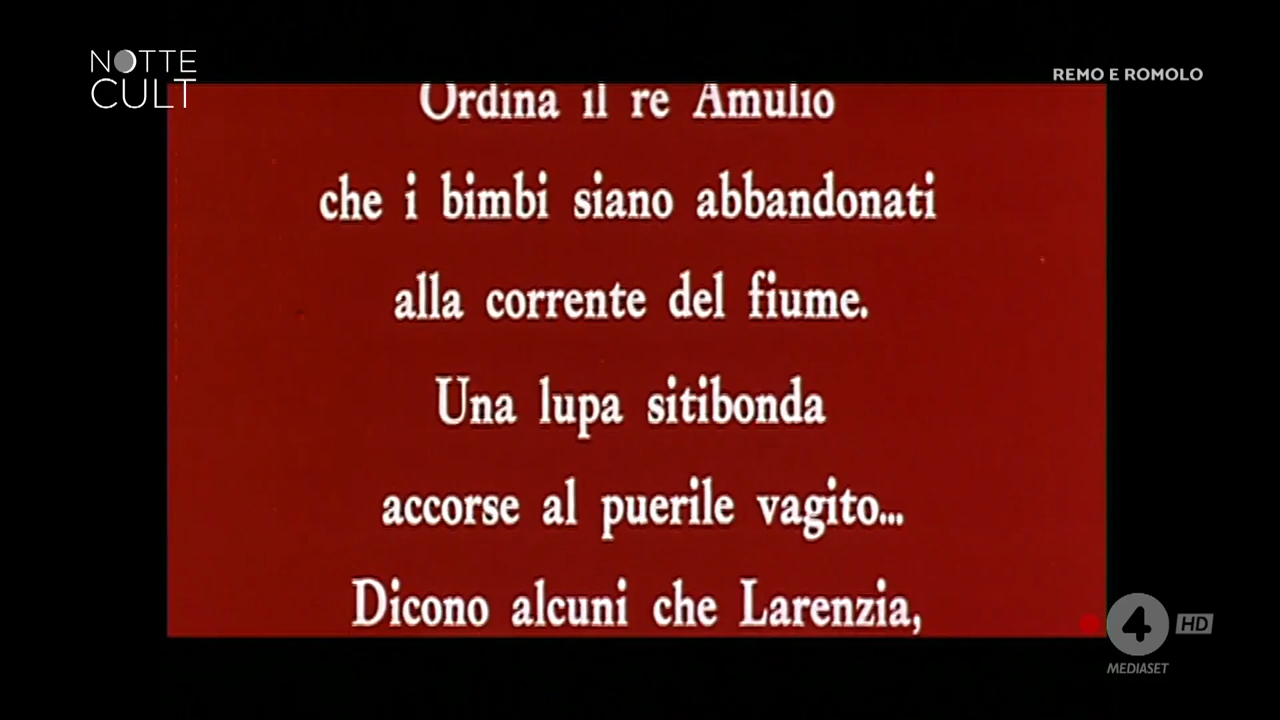 NOTTE
CULT
REMO E ROMOLO
Ordina il re Amulio
che i bimbi siano abbandonati
alla corrente del fiume.
Una lupa sitibonda
accorse al puerile vagito...
Dicono alcuni che Larenzia,
4
HD
MEDIASET